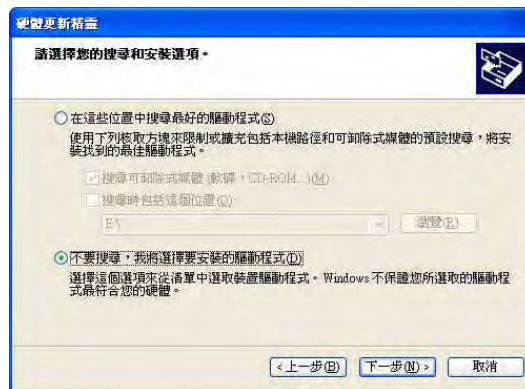 硬體更新精靈
請選擇您的搜尋和安裝選項。
在這些位置中搜尋最好的驅動程式(S)
使用下列核取方塊來限制或擴充包括本機路徑和可卸除式媒體的預設搜尋，將安
裝找到的最佳驅動程式。
搜尋可卸除式媒體 (軟碟，CD-ROM...)(M)
搜尋時包括這個位置(O):
E:\
瀏覽(R)
不要搜尋，我將選擇要安裝的驅動程式(D)
選擇這個選項來從清單中選取裝置驅動程式。Windows 不保證您所選取的驅動程
式最符合您的硬體。
<上一步(B) 下一步(N)> 取消